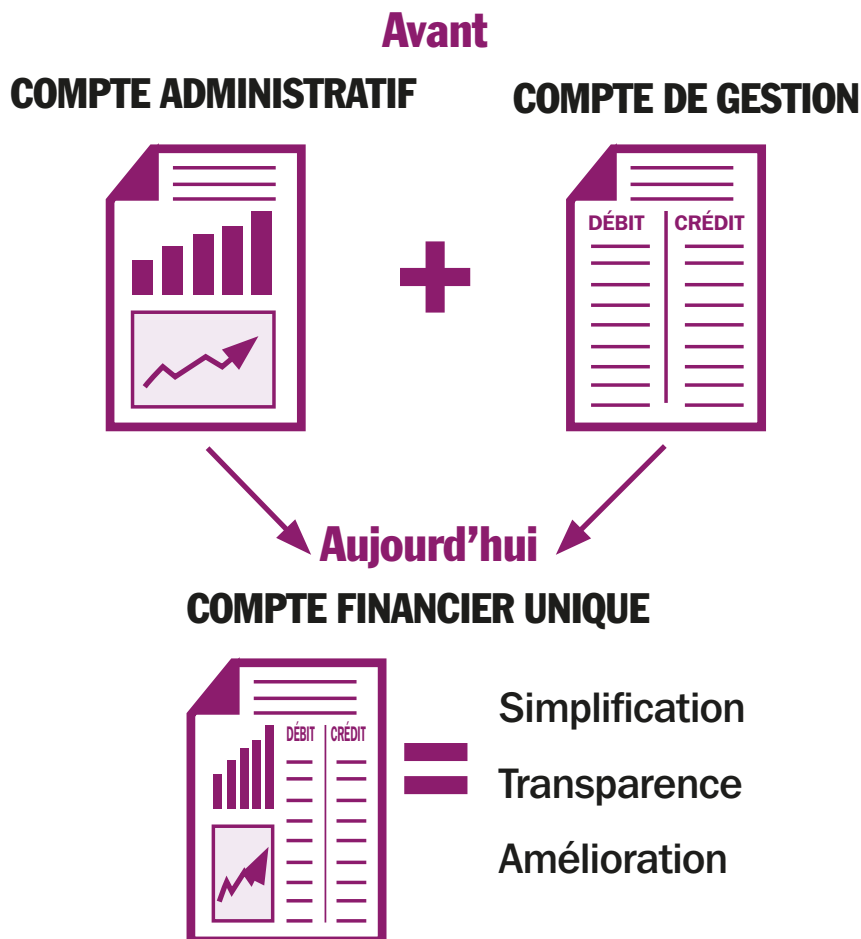 Avant
COMPTE ADMINISTRATIF
COMPTE DE GESTION
DÉBIT
CRÉDIT
Aujourd’hui
COMPTE FINANCIER UNIQUE
DÉBIT
CRÉDIT
Simplification
Transparence
Amélioration